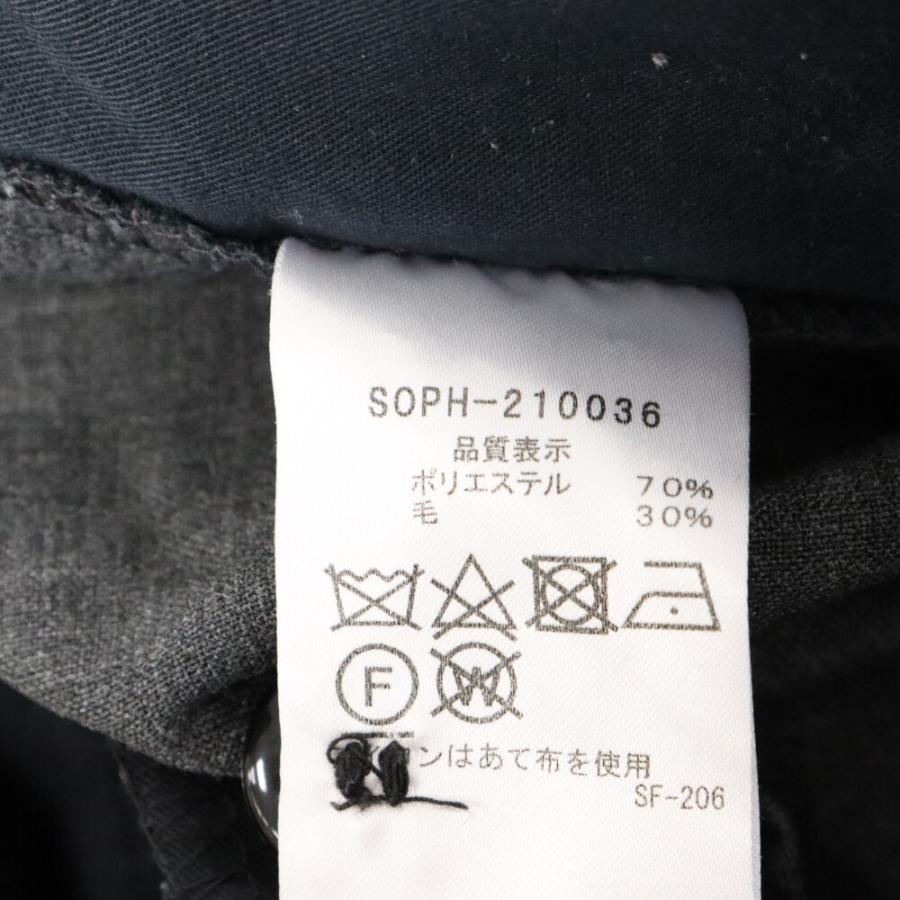 SOPH-210036
品質表示
ポリエステル 70%
毛 30%
F W
ンはあて布を使用
SF-206